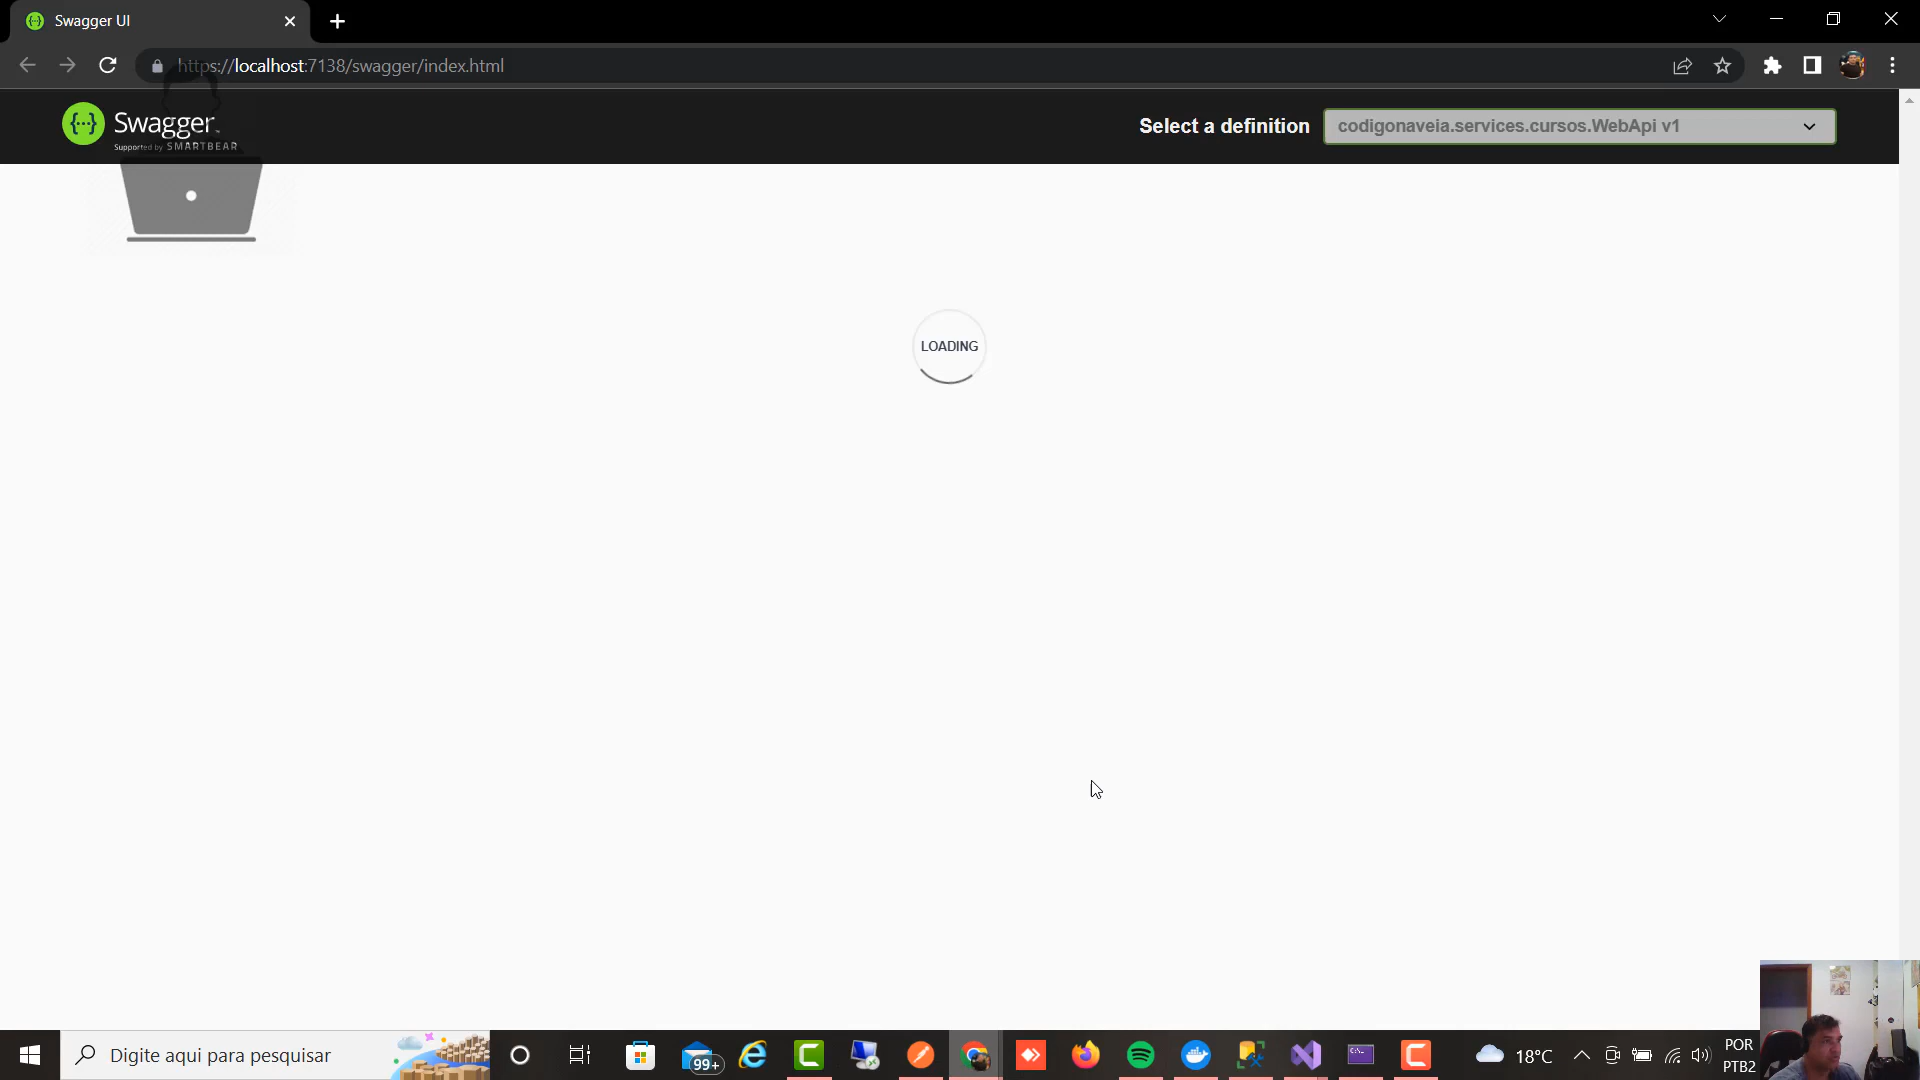 Swagger UI
https://localhost:7138/swagger/index.html
Swagger
Supported by SMARTBEAR
Select a definition
codigonaveia.services.cursos.WebApi v1
LOADING
Digite aqui para pesquisar
99+
18°C
POR
PTB2